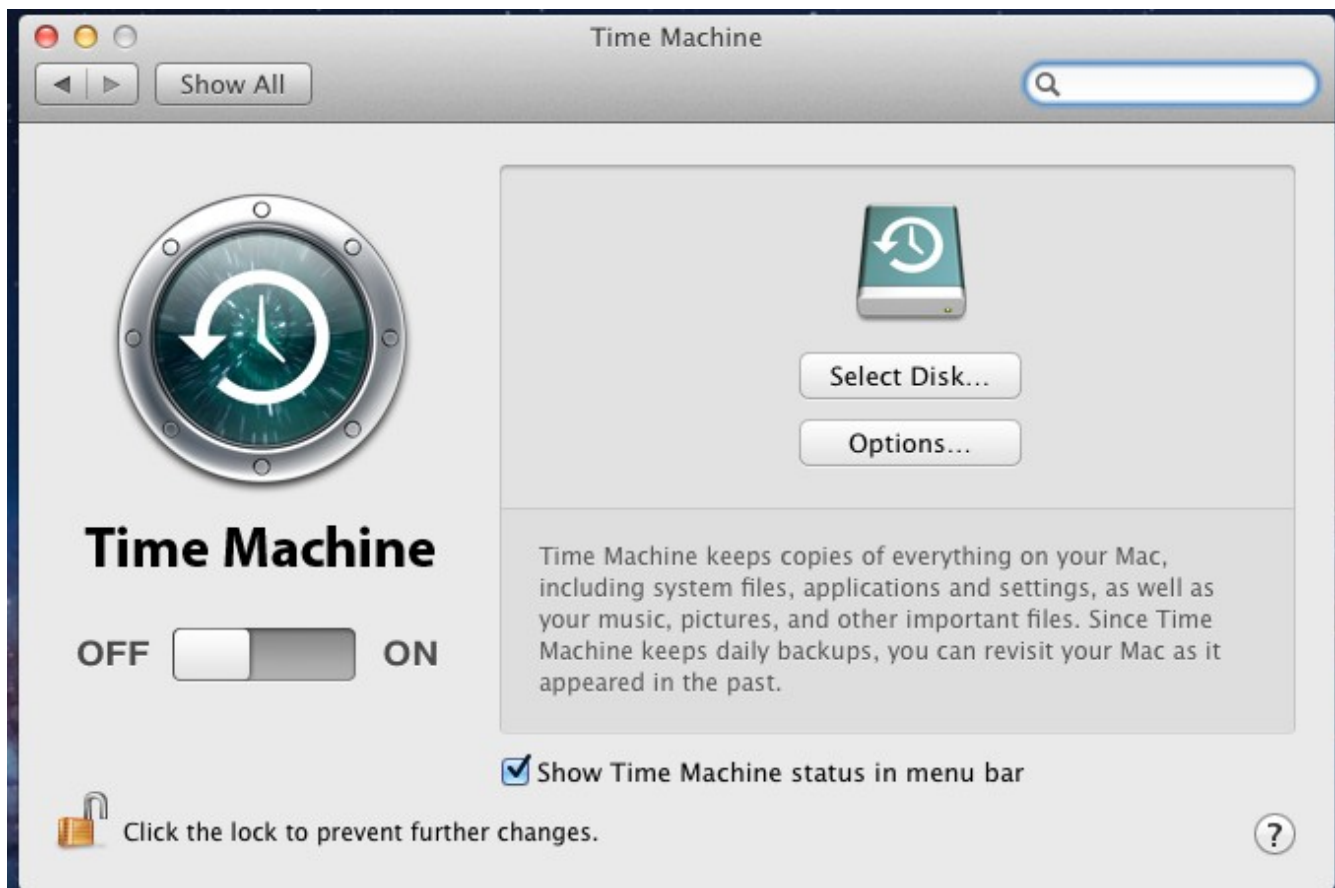 Time Machine
Show All
Select Disk...
Options...
Time Machine
OFF
ON
Time Machine keeps copies of everything on your Mac,
including system files, applications and settings, as well as
your music, pictures, and other important files. Since Time
Machine keeps daily backups, you can revisit your Mac as it
appeared in the past.
Show Time Machine status in menu bar
Click the lock to prevent further changes.
?